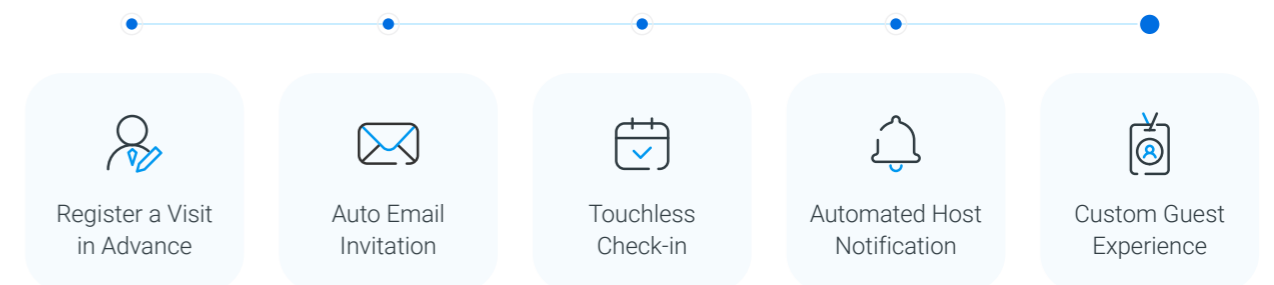 Register a Visit
in Advance
Auto Email
Invitation
Touchless
Check-in
Automated Host
Notification
Custom Guest
Experience